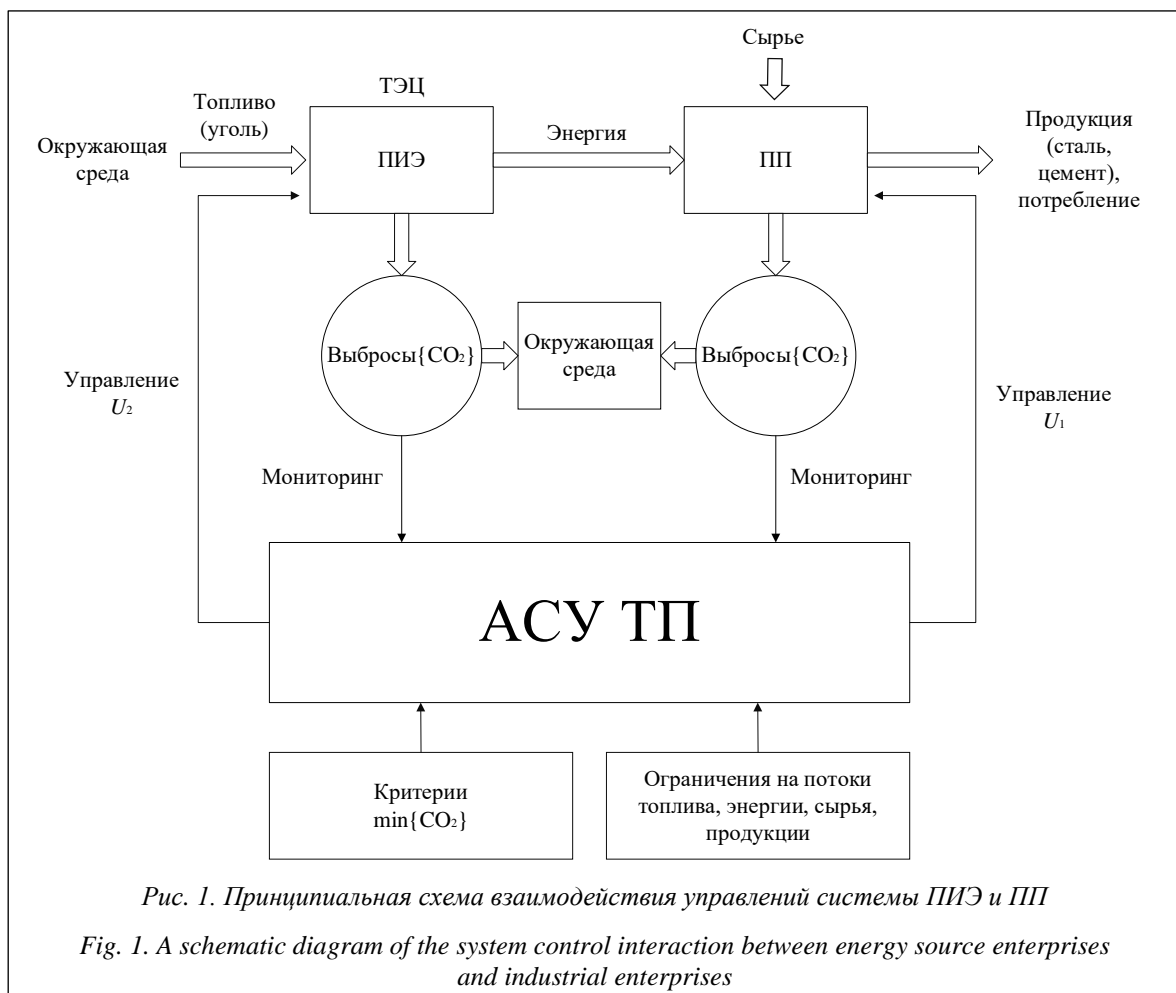 Сырье
ТЭЦ
Топливо
(уголь)
Окружающая
среда
ПИЭ
Энергия
ПП
Продукция
(сталь,
цемент),
потребление
Выбросы{CO₂}
Окружающая
среда
Выбросы{CO₂}
Управление
U₂
Управление
U₁
Мониторинг
Мониторинг
АСУ ТП
Критерии
min{CO₂}
Ограничения на потоки
топлива, энергии, сырья,
продукции
Рис. 1. Принципиальная схема взаимодействия управлений системы ПИЭ и ПП
Fig. 1. A schematic diagram of the system control interaction between energy source enterprises
and industrial enterprises